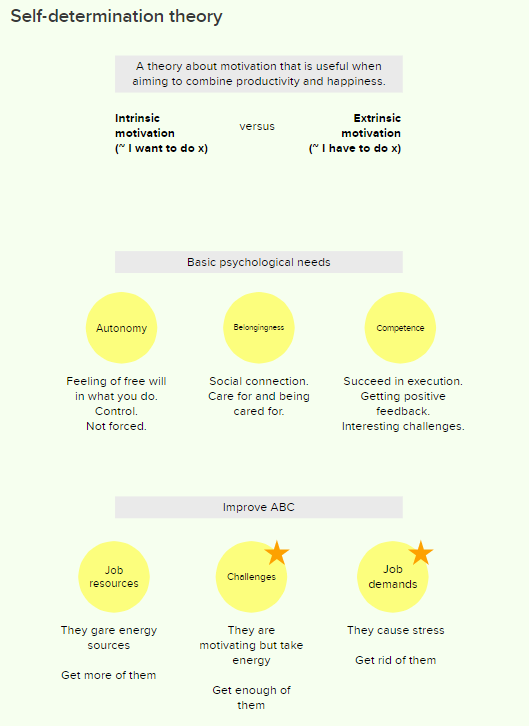 Self-determination theory
A theory about motivation that is useful when
aiming to combine productivity and happiness.
Intrinsic
motivation
(~ I want to do x)
versus
Extrinsic
motivation
(~ I have to do x)
Basic psychological needs
Autonomy
Feeling of free will
in what you do.
Control.
Not forced.
Belongingness
Social connection.
Care for and being
cared for.
Competence
Succeed in execution.
Getting positive
feedback.
Interesting challenges.
Improve ABC
Job
resources
They gare energy
sources
Get more of them
Challenges
They are
motivating but take
energy
Get enough of
them
Job
demands
They cause stress
Get rid of them